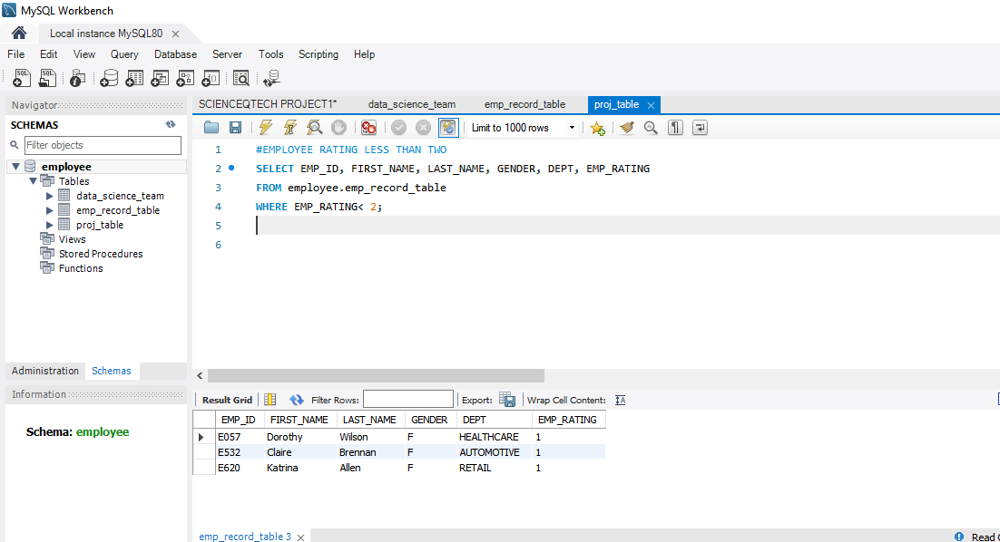 MySQL Workbench
Local instance MySQL80
File Edit View Query Database Server Tools Scripting Help
Navigator
SCHEMAS
Filter objects
employee
Tables
data_science_team
emp_record_table
proj_table
Views
Stored Procedures
Functions
Administration Schemas
Information
Schema: employee
SCIENCEQTECH PROJECT1* data_science_team emp_record_table proj_table
Limit to 1000 rows
1 #EMPLOYEE RATING LESS THAN TWO
2 SELECT EMP_ID, FIRST_NAME, LAST_NAME, GENDER, DEPT, EMP_RATING
3 FROM employee.emp_record_table
4 WHERE EMP_RATING< 2;
5
6
Result Grid Filter Rows: Export: Wrap Cell Content:
EMP_ID FIRST_NAME LAST_NAME GENDER DEPT EMP_RATING
E057 Dorothy Wilson F HEALTHCARE 1
E532 Claire Brennan F AUTOMOTIVE 1
E620 Katrina Allen F RETAIL 1
emp_record_table 3
Read